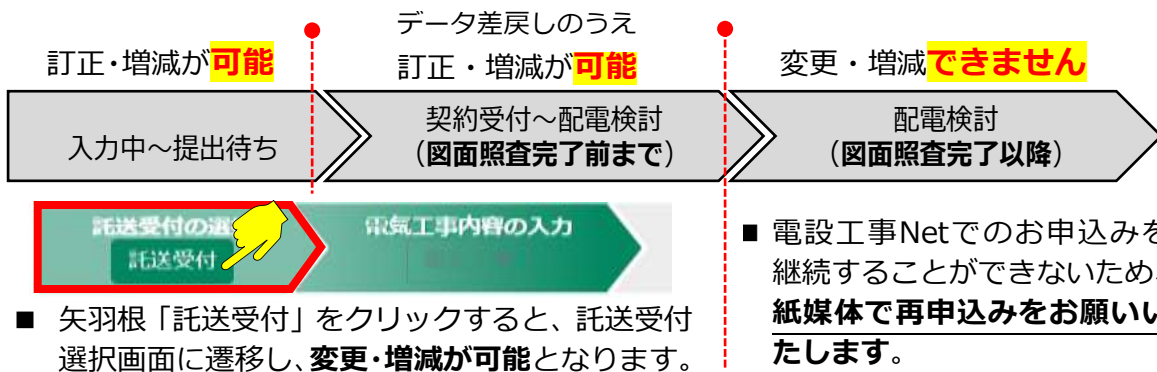 データ差戻しのうえ
訂正･増減が可能
訂正・増減が可能
変更・増減できません
入力中～提出待ち
契約受付～配電検討
（図面照査完了前まで）
配電検討
（図面照査完了以降）
託送受付の選
託送受付
電気工事内容の入力
■ 矢羽根「託送受付」をクリックすると、託送受付
選択画面に遷移し、変更･増減が可能となります。
■ 電設工事Netでのお申込みを
継続することができないため、
紙媒体で再申込みをお願いい
たします。